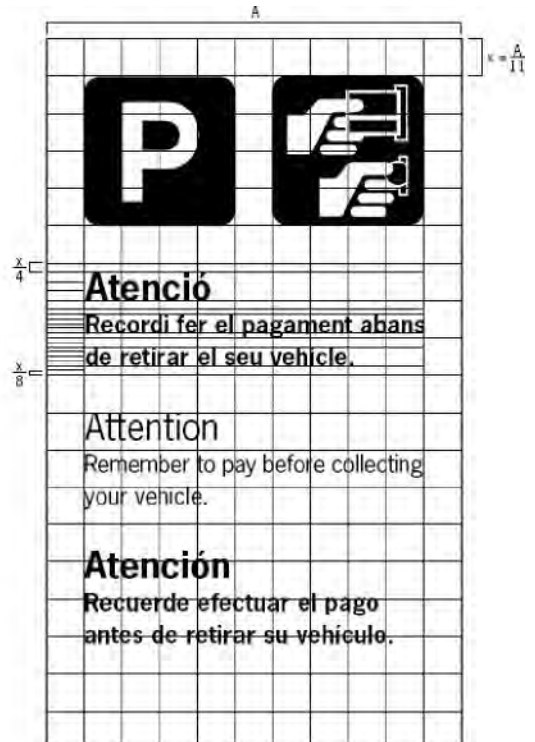 A
x = A/11
P
x/4
Atenció
Recordi fer el pagament abans
de retirar el seu vehicle.
x/8
Attention
Remember to pay before collecting
your vehicle.
Atención
Recuerde efectuar el pago
antes de retirar su vehículo.